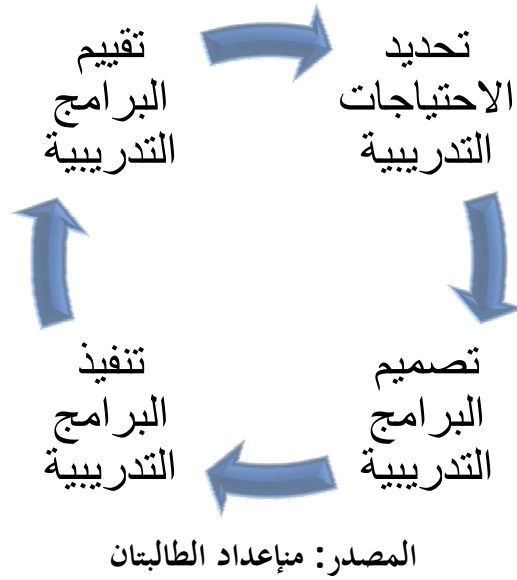 تحديد
الاحتياجات
التدريبية
تصميم
البرامج
التدريبية
تنفيذ
البرامج
التدريبية
تقييم
البرامج
التدريبية
المصدر: منإعداد الطالبتان